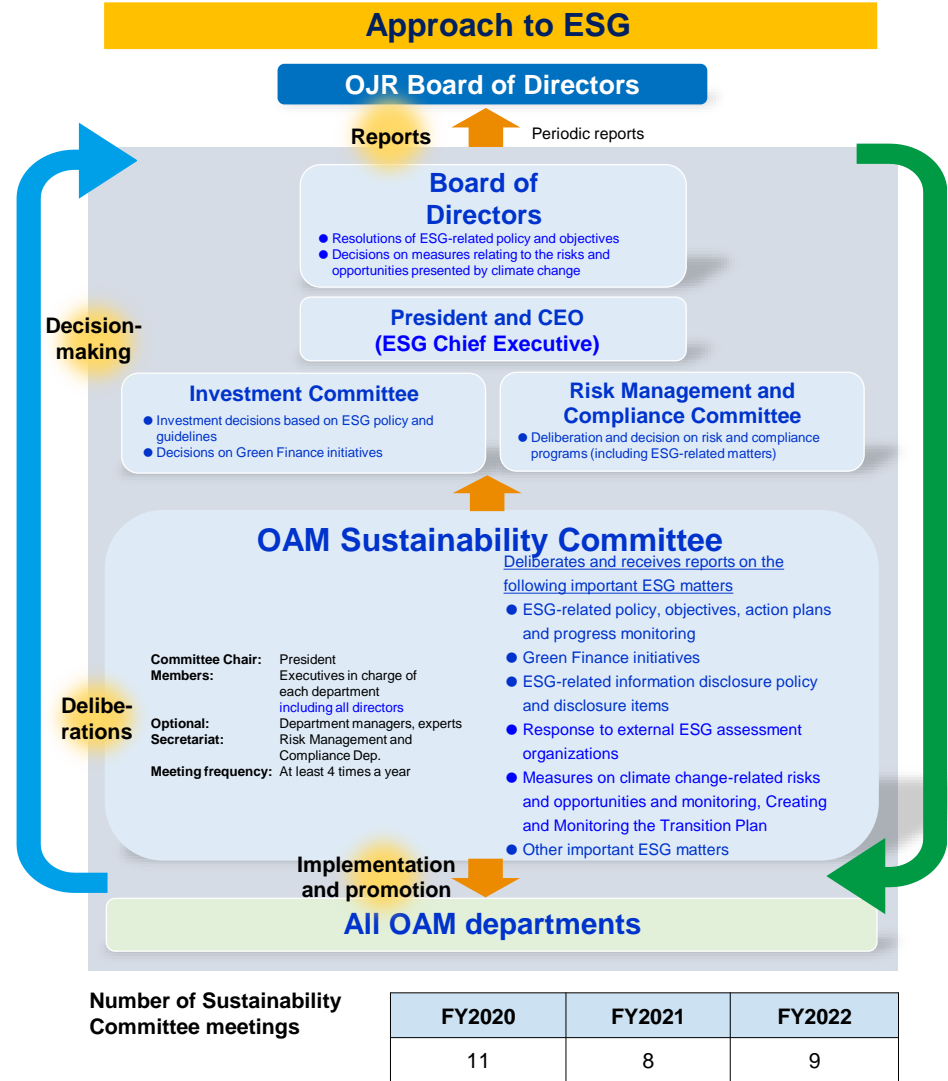 Approach to ESG
OJR Board of Directors
Reports
Periodic reports
Board of
Directors
● Resolutions of ESG-related policy and objectives
● Decisions on measures relating to the risks and
opportunities presented by climate change
President and CEO
(ESG Chief Executive)
Decision-
making
Investment Committee
● Investment decisions based on ESG policy and
guidelines
● Decisions on Green Finance initiatives
Risk Management and
Compliance Committee
● Deliberation and decision on risk and compliance
programs (including ESG-related matters)
OAM Sustainability Committee
Deliberates and receives reports on the
following important ESG matters
● ESG-related policy, objectives, action plans
and progress monitoring
● Green Finance initiatives
● ESG-related information disclosure policy
and disclosure items
● Response to external ESG assessment
organizations
● Measures on climate change-related risks
and opportunities and monitoring, Creating
and Monitoring the Transition Plan
● Other important ESG matters
Committee Chair: President
Members: Executives in charge of
each department
including all directors
Optional: Department managers, experts
Secretariat: Risk Management and
Compliance Dep.
Meeting frequency: At least 4 times a year
Delibe-
rations
Implementation
and promotion
All OAM departments
Number of Sustainability
Committee meetings
FY2020 FY2021 FY2022
11 8 9